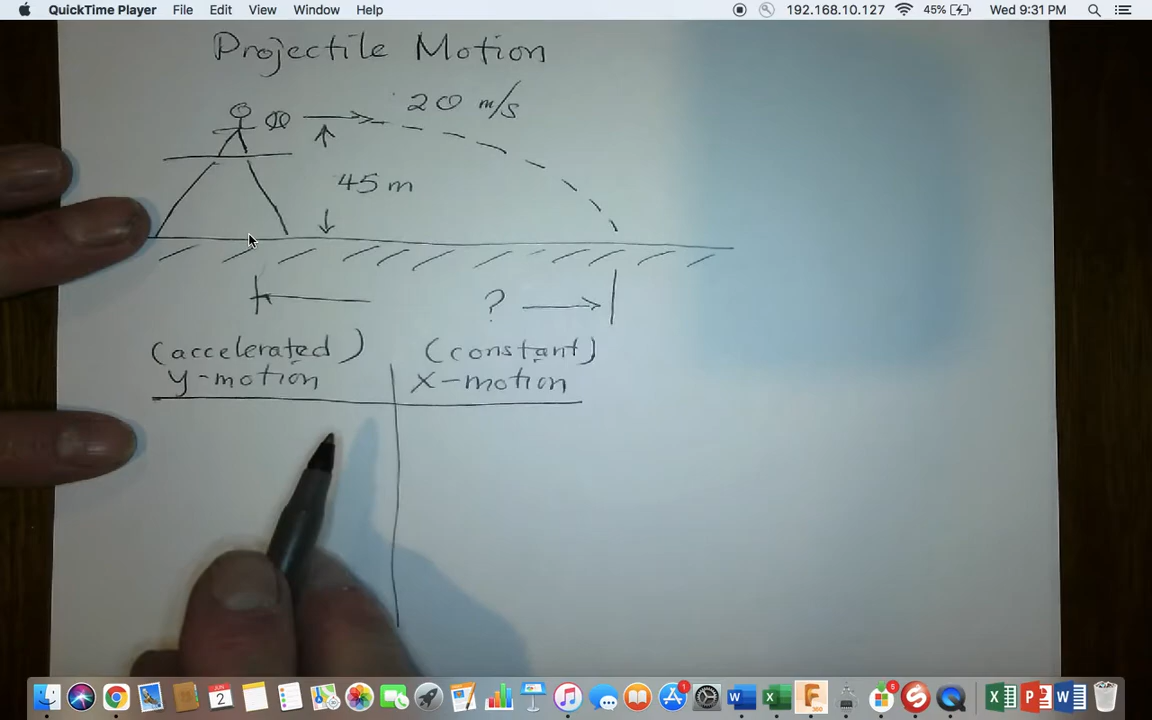 QuickTime Player File Edit View Window Help 192.168.10.127 45% Wed 9:31 PM
Projectile Motion
20 m/s
45 m
?
(accelerated) (constant)
y-motion x-motion